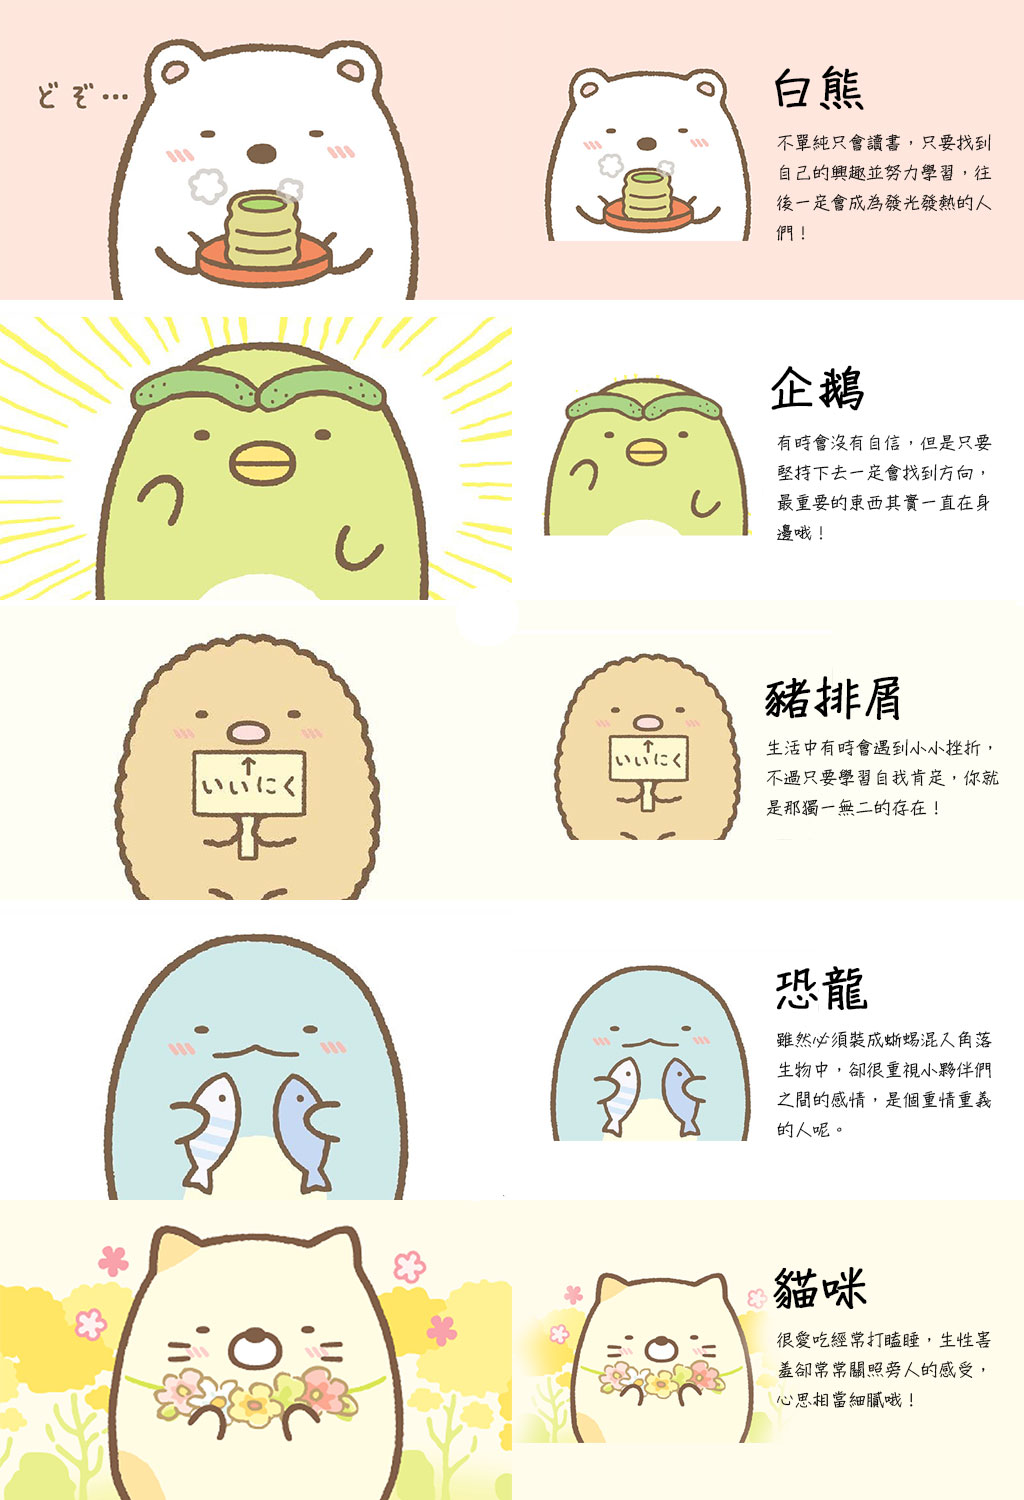 どぞ…
白熊
不單純只會讀書，只要找到
自己的興趣並努力學習，往
後一定會成為發光發熱的人
們！
企鵝
有時會沒有自信，但是只要
堅持下去一定會找到方向，
最重要的東西其實一直在身
邊哦！
↑
いいにく
↑
いいにく
豬排屑
生活中有時會遇到小小挫折，
不過只要學習自我肯定，你就
是那獨一無二的存在！
恐龍
雖然必須裝成蜥蜴混入角落
生物中，卻很重視小夥伴們
之間的感情，是個重情重義
的人呢。
貓咪
很愛吃經常打瞌睡，生性害
羞卻常常關照旁人的感受，
心思相當細膩哦！